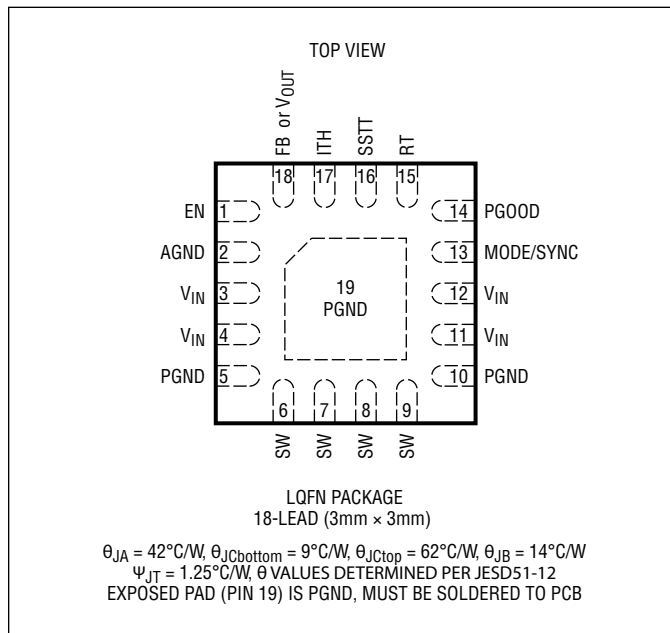 TOP VIEW
FB or VOUT
ITH
SSTT
RT
18 17 16 15
EN 1
AGND 2
VIN 3
VIN 4
PGND 5
14 PGOOD
13 MODE/SYNC
12 VIN
11 VIN
10 PGND
19
PGND
6 7 8 9
SW SW SW SW
LQFN PACKAGE
18-LEAD (3mm × 3mm)
θJA = 42°C/W, θJCbottom = 9°C/W, θJCtop = 62°C/W, θJB = 14°C/W
ΨJT = 1.25°C/W, θ VALUES DETERMINED PER JESD51-12
EXPOSED PAD (PIN 19) IS PGND, MUST BE SOLDERED TO PCB